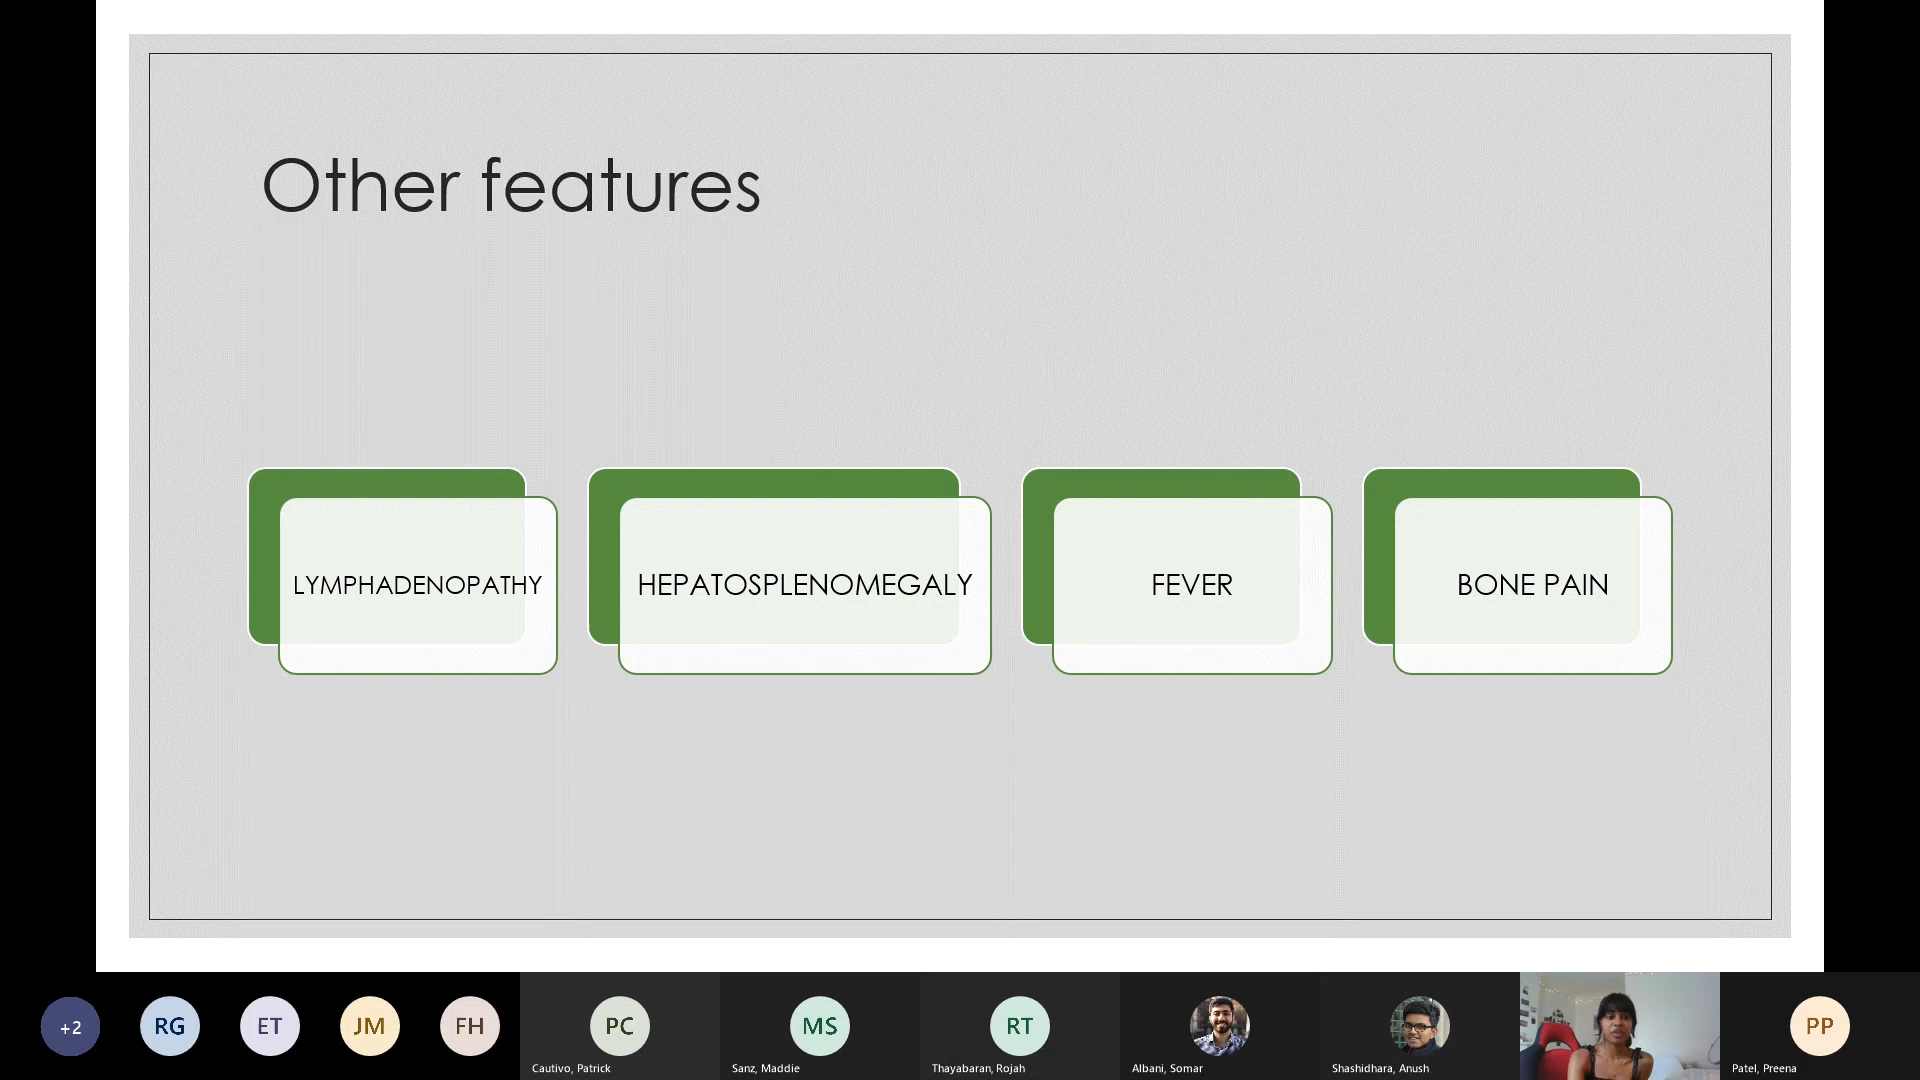 Other features
LYMPHADENOPATHY
HEPATOSPLENOMEGALY
FEVER
BONE PAIN
+2
RG
ET
JM
FH
PC
MS
RT
PP
Cautivo, Patrick
Sanz, Maddie
Thayabaran, Rojah
Albani, Somar
Shashidhara, Anush
Patel, Preena